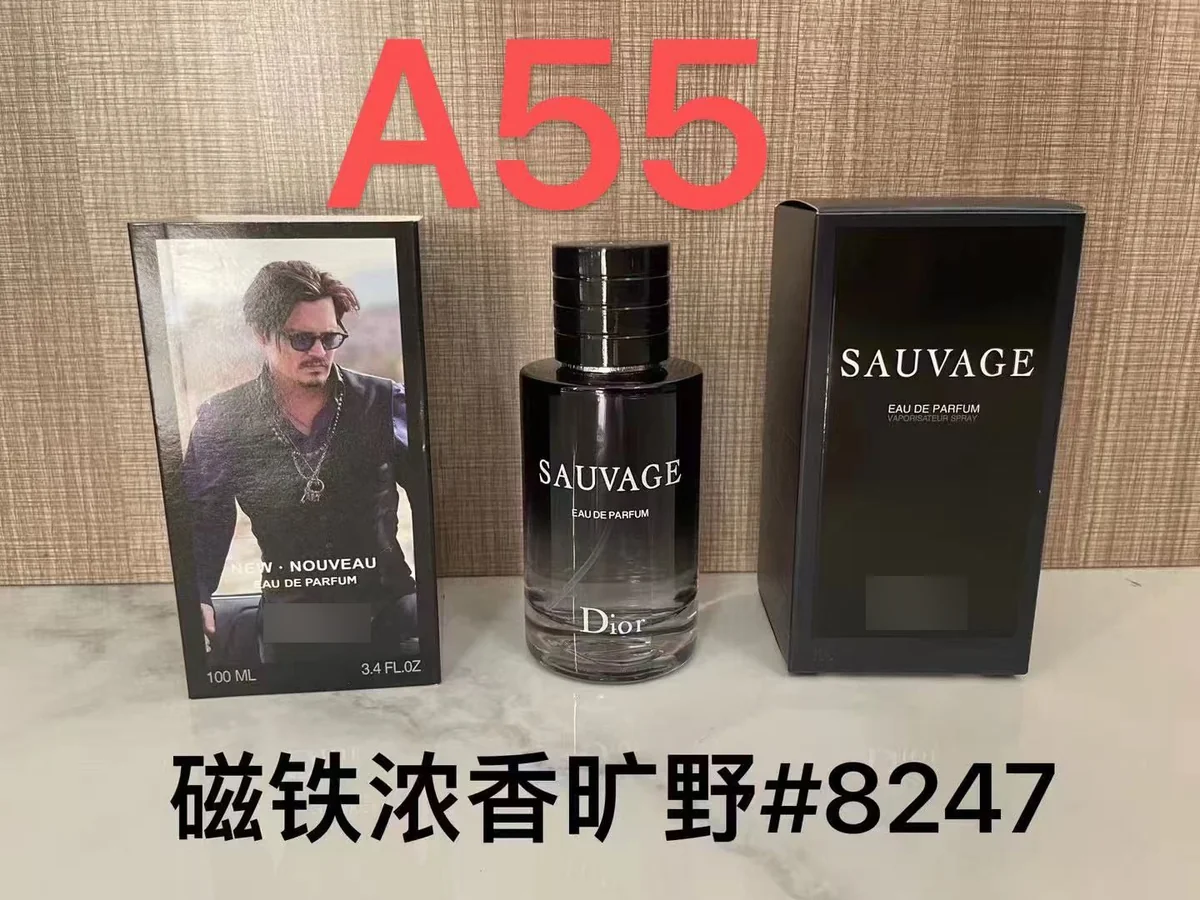 A55
NEW · NOUVEAU
EAU DE PARFUM
100 ML
3.4 FL.OZ
SAUVAGE
EAU DE PARFUM
Dior
SAUVAGE
EAU DE PARFUM
VAPORISATEUR SPRAY
磁铁浓香旷野#8247